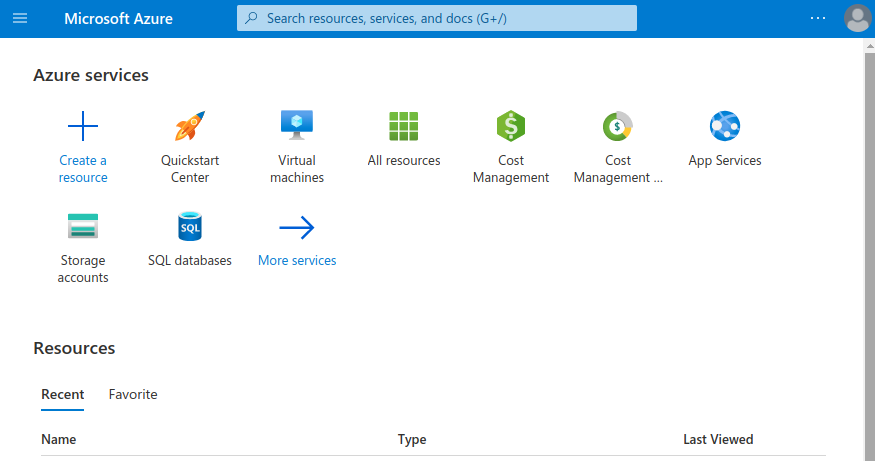 Microsoft Azure
Search resources, services, and docs (G+/)
...
Azure services
Create a resource
Quickstart Center
Virtual machines
All resources
Cost Management
Cost Management ...
App Services
Storage accounts
SQL
SQL databases
More services
Resources
Recent Favorite
Name Type Last Viewed